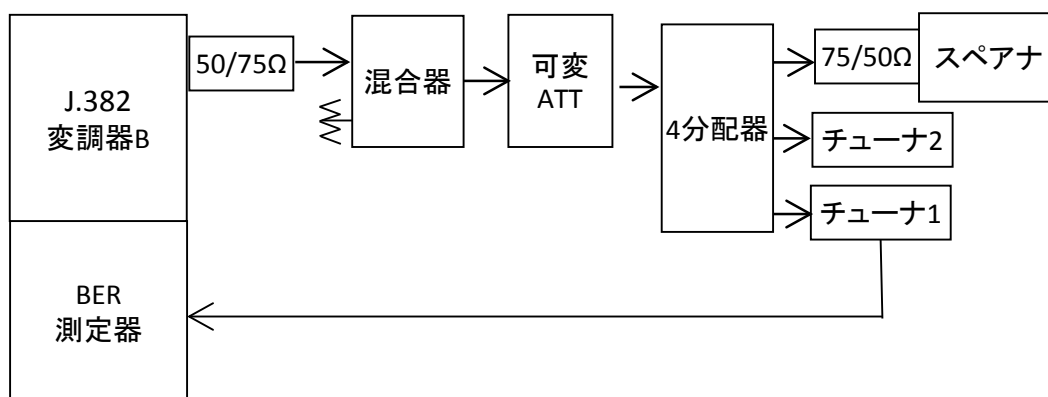 J.382
変調器B
50/75Ω
混合器
可変
ATT
4分配器
75/50Ω
スペアナ
チューナ2
チューナ1
BER
測定器